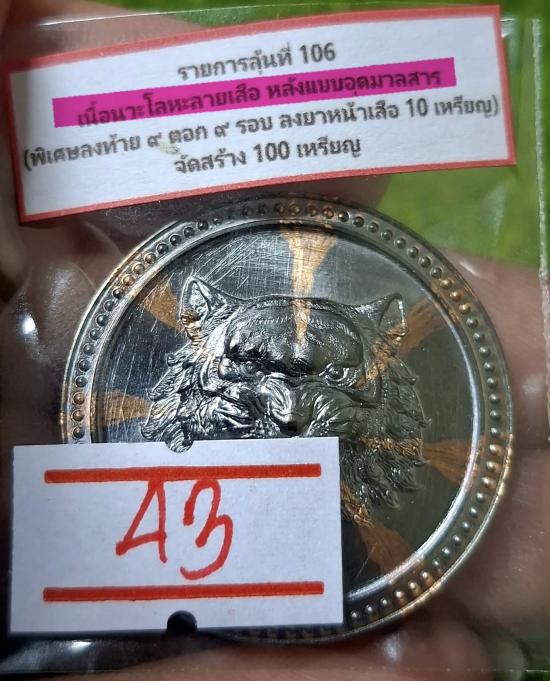 รายการลุ้นที่ 106
เนื้อนวะโลหะลายเสือ หลังแบบอุดมวลสาร
(พิเศษลงท้าย ๙ ตอก ๙ รอบ ลงยาหน้าเสือ 10 เหรียญ)
จัดสร้าง 100 เหรียญ
43